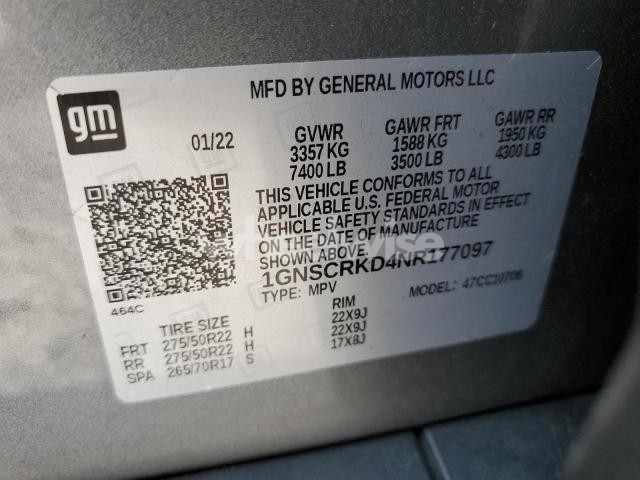 gm
MFD BY GENERAL MOTORS LLC
01/22
GVWR GAWR FRT GAWR RR
3357 KG 1588 KG 1950 KG
7400 LB 3500 LB 4300 LB
THIS VEHICLE CONFORMS TO ALL
APPLICABLE U.S. FEDERAL MOTOR
VEHICLE SAFETY STANDARDS IN EFFECT
ON THE DATE OF MANUFACTURE
SHOWN ABOVE.
1GNSCRKD4NR177097
TYPE: MPV MODEL: 47CC10706
464C
TIRE SIZE RIM
FRT 275/50R22 H 22X9J
RR 275/50R22 H 22X9J
SPA 265/70R17 S 17X8J